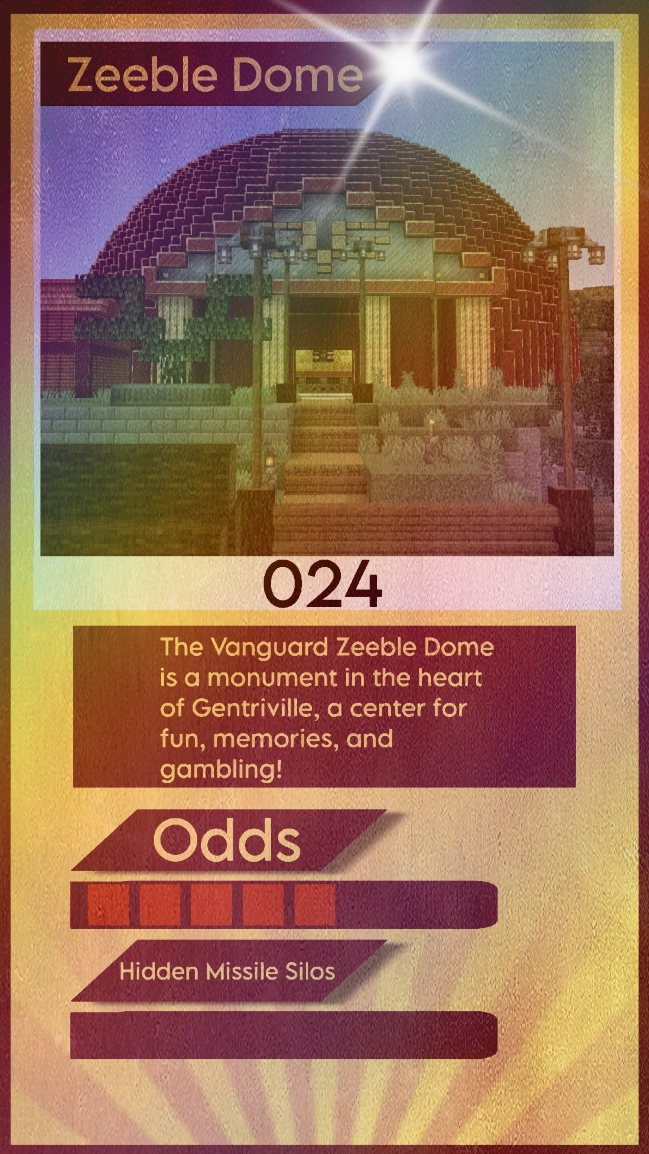 Zeeble Dome
024
The Vanguard Zeeble Dome
is a monument in the heart
of Gentriville, a center for
fun, memories, and
gambling!
Odds
Hidden Missile Silos